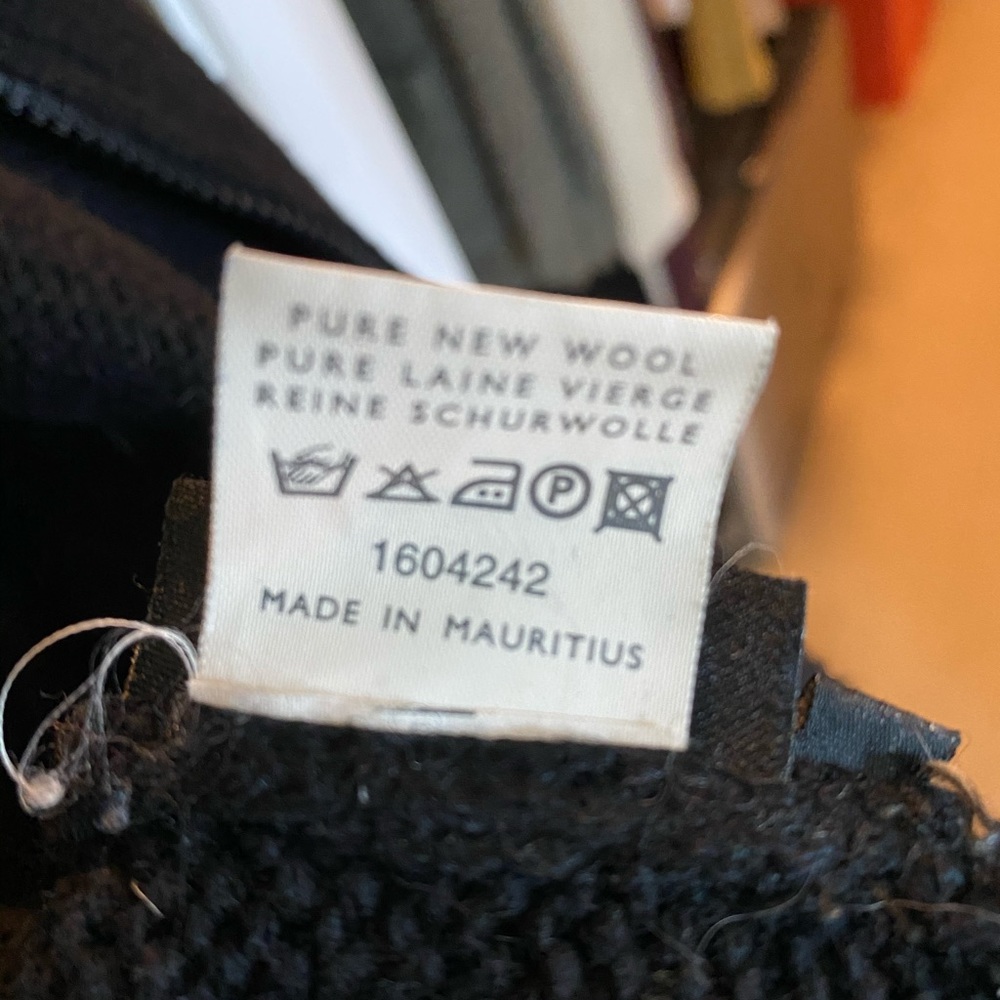 PURE NEW WOOL
PURE LAINE VIERGE
REINE SCHURWOLLE
P
1604242
MADE IN MAURITIUS